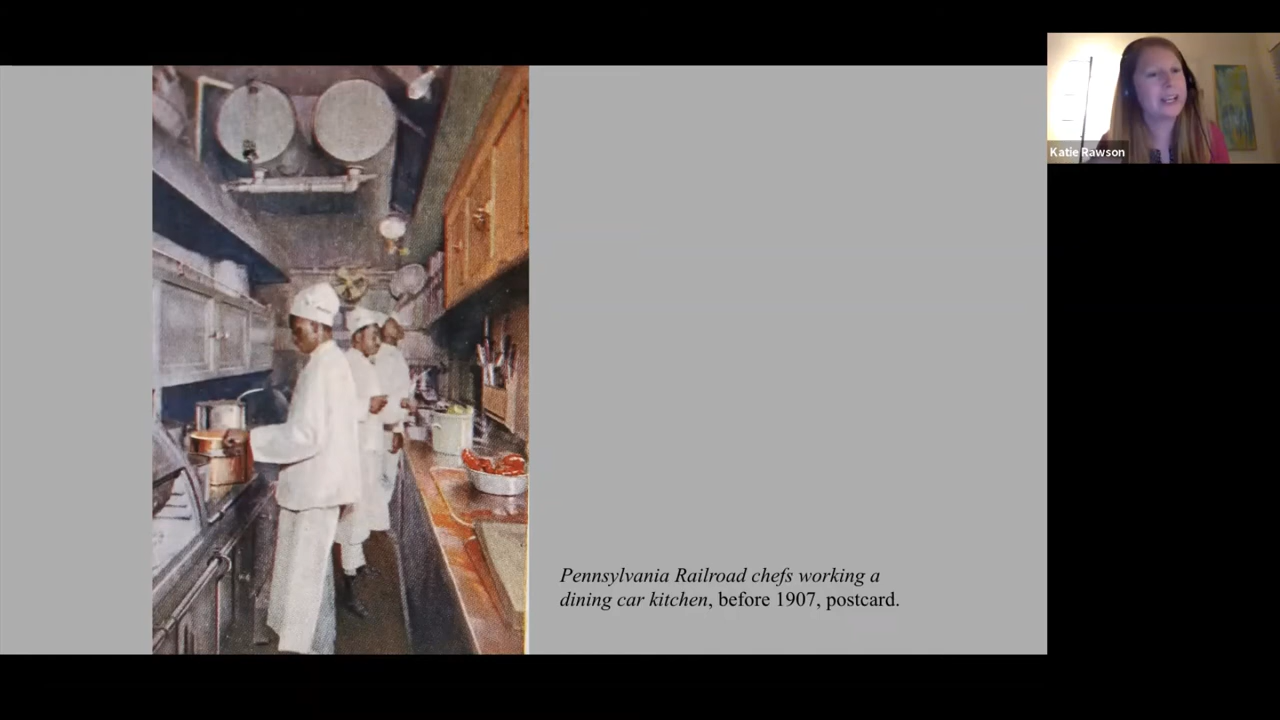 Katie Rawson
Pennsylvania Railroad chefs working a
dining car kitchen, before 1907, postcard.